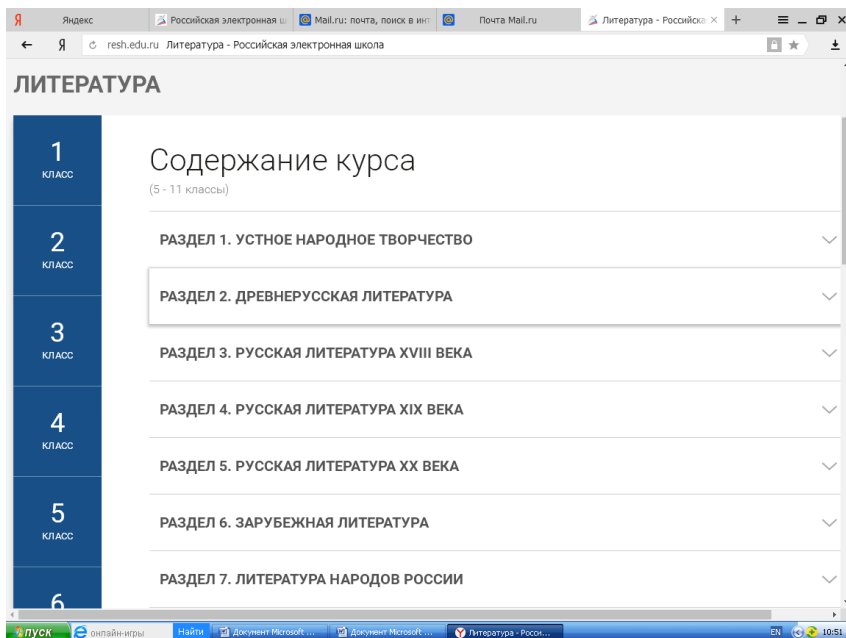 Я Яндекс
Российская электронная ш
Mail.ru: почта, поиск в инт
Почта Mail.ru
Литература - Российска
Я resh.edu.ru Литература - Российская электронная школа
ЛИТЕРАТУРА
1
КЛАСС
2
КЛАСС
3
КЛАСС
4
КЛАСС
5
КЛАСС
6
Содержание курса
(5 - 11 классы)
РАЗДЕЛ 1. УСТНОЕ НАРОДНОЕ ТВОРЧЕСТВО
РАЗДЕЛ 2. ДРЕВНЕРУССКАЯ ЛИТЕРАТУРА
РАЗДЕЛ 3. РУССКАЯ ЛИТЕРАТУРА XVIII ВЕКА
РАЗДЕЛ 4. РУССКАЯ ЛИТЕРАТУРА XIX ВЕКА
РАЗДЕЛ 5. РУССКАЯ ЛИТЕРАТУРА XX ВЕКА
РАЗДЕЛ 6. ЗАРУБЕЖНАЯ ЛИТЕРАТУРА
РАЗДЕЛ 7. ЛИТЕРАТУРА НАРОДОВ РОССИИ
пуск онлайн-игры Найти Документ Microsoft ... Документ Microsoft ... Литература - Росси... EN 10:51